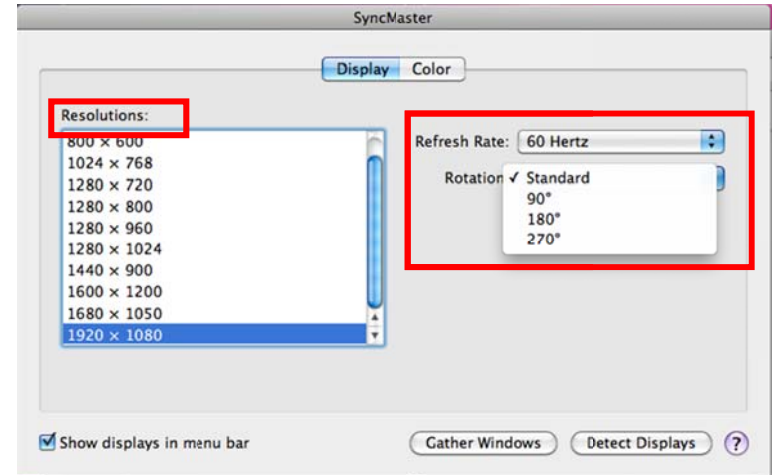 SyncMaster
Display Color
Resolutions:
800 × 600
1024 × 768
1280 × 720
1280 × 800
1280 × 960
1280 × 1024
1440 × 900
1600 × 1200
1680 × 1050
1920 × 1080
Refresh Rate: 60 Hertz
Rotation ✓ Standard
90°
180°
270°
Show displays in menu bar
Gather Windows Detect Displays ?